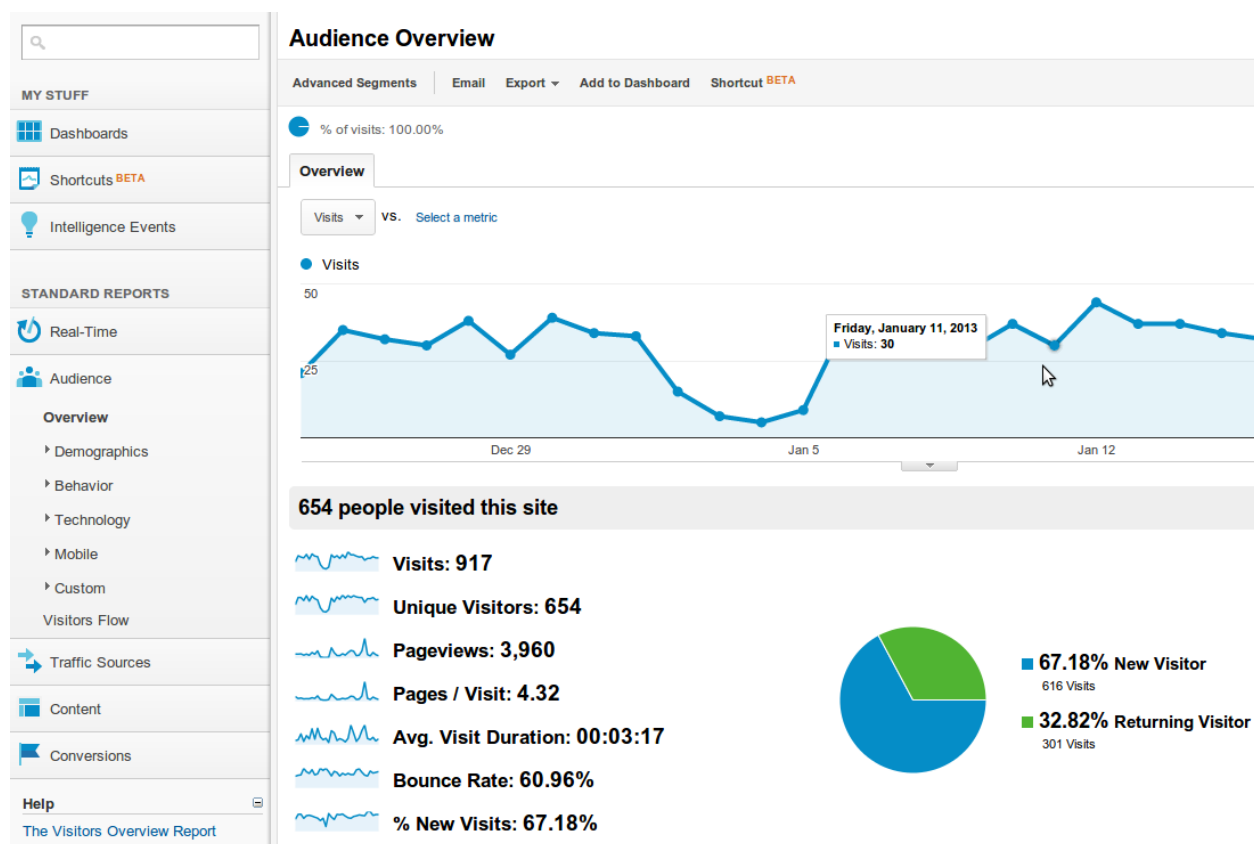 MY STUFF
Dashboards
Shortcuts BETA
Intelligence Events
STANDARD REPORTS
Real-Time
Audience
Overview
Demographics
Behavior
Technology
Mobile
Custom
Visitors Flow
Traffic Sources
Content
Conversions
Help
The Visitors Overview Report
Audience Overview
Advanced Segments Email Export Add to Dashboard Shortcut BETA
% of visits: 100.00%
Overview
Visits VS. Select a metric
Visits
50
25
Friday, January 11, 2013
Visits: 30
Dec 29 Jan 5 Jan 12
654 people visited this site
Visits: 917
Unique Visitors: 654
Pageviews: 3,960
Pages / Visit: 4.32
Avg. Visit Duration: 00:03:17
Bounce Rate: 60.96%
% New Visits: 67.18%
67.18% New Visitor
616 Visits
32.82% Returning Visitor
301 Visits